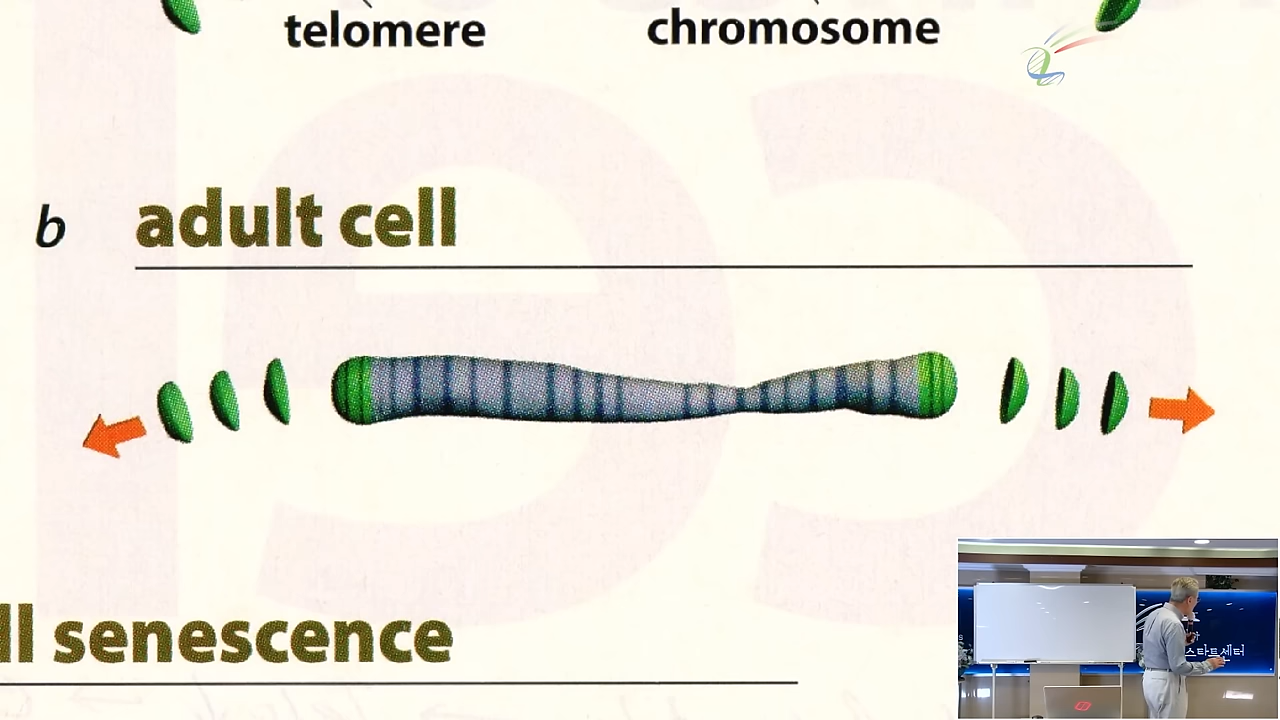 telomere
chromosome
b adult cell
ll senescence
스타트센터